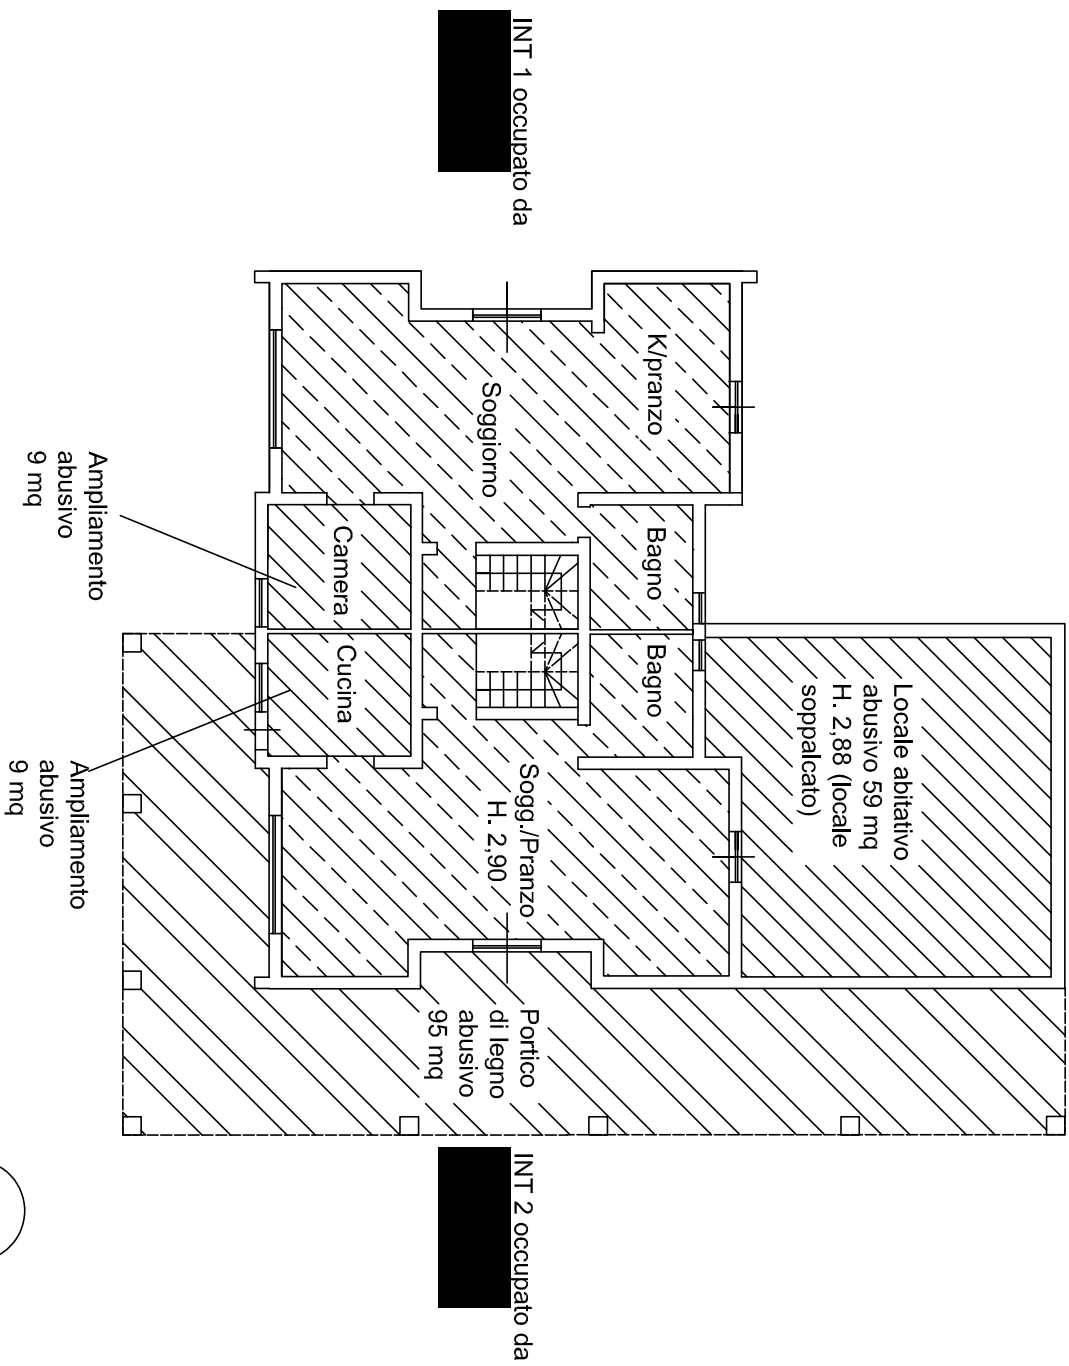 INT 1 occupato da
K/pranzo
Soggiorno
Bagno
Camera
Ampliamento
abusivo
9 mq
Locale abitativo
abusivo 59 mq
H. 2,88 (locale
soppalcato)
Bagno
Cucina
Sogg./Pranzo
H. 2,90
Ampliamento
abusivo
9 mq
Portico
di legno
abusivo
95 mq
INT 2 occupato da